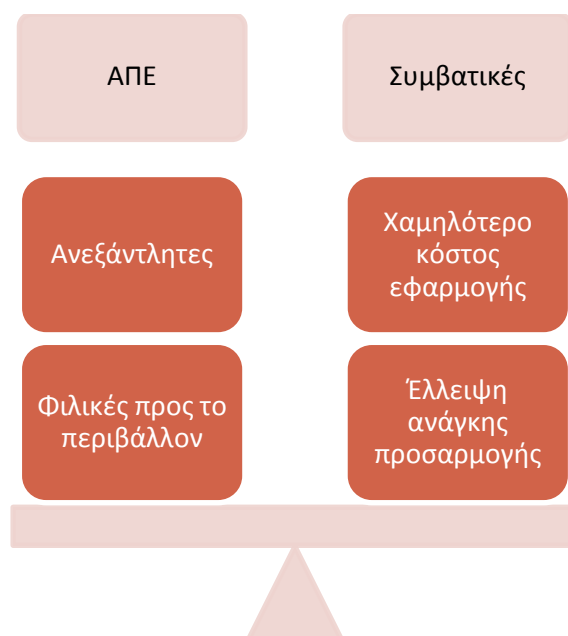 ΑΠΕ
Συμβατικές
Ανεξάντλητες
Χαμηλότερο
κόστος
εφαρμογής
Φιλικές προς το
περιβάλλον
Έλλειψη
ανάγκης
προσαρμογής